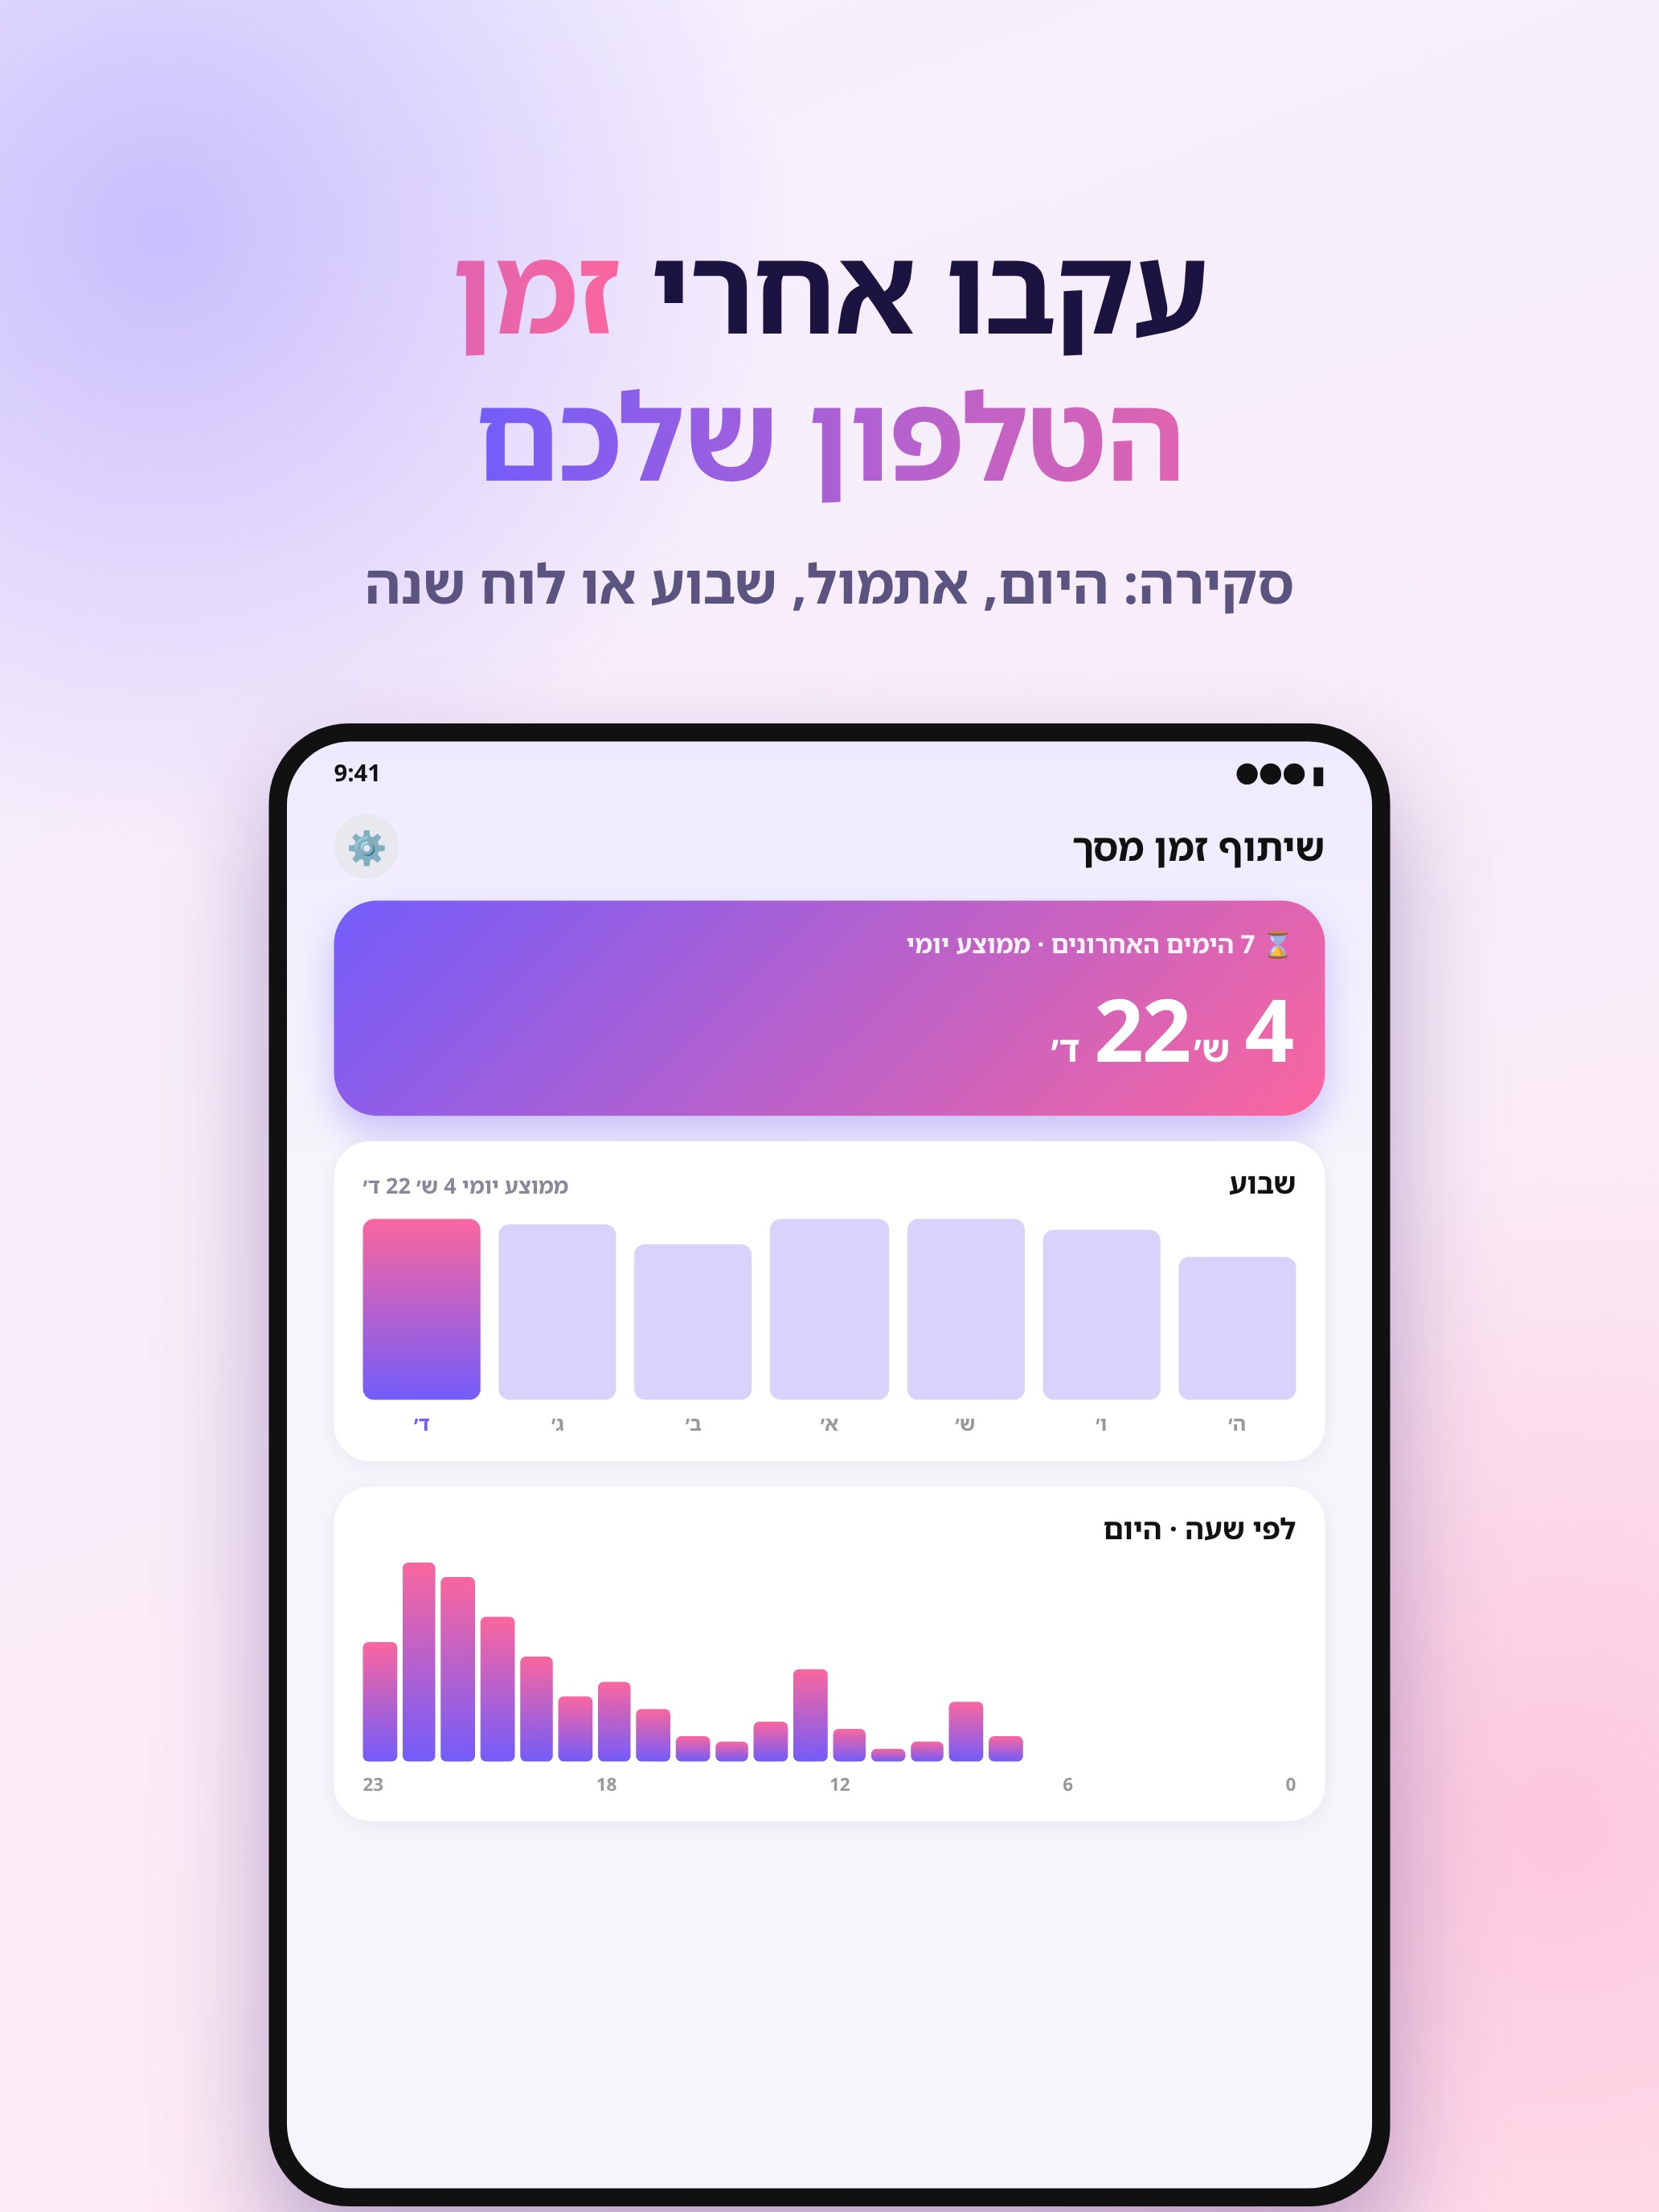 עקבו אחרי זמן
הטלפון שלכם
סקירה: היום, אתמול, שבוע או לוח שנה
9:41
שיתוף זמן מסך
7 הימים האחרונים · ממוצע יומי
4 ש׳ 22 ד׳
שבוע
ממוצע יומי 4 ש׳ 22 ד׳
ה׳ ו׳ ש׳ א׳ ב׳ ג׳ ד׳
לפי שעה · היום
0 6 12 18 23